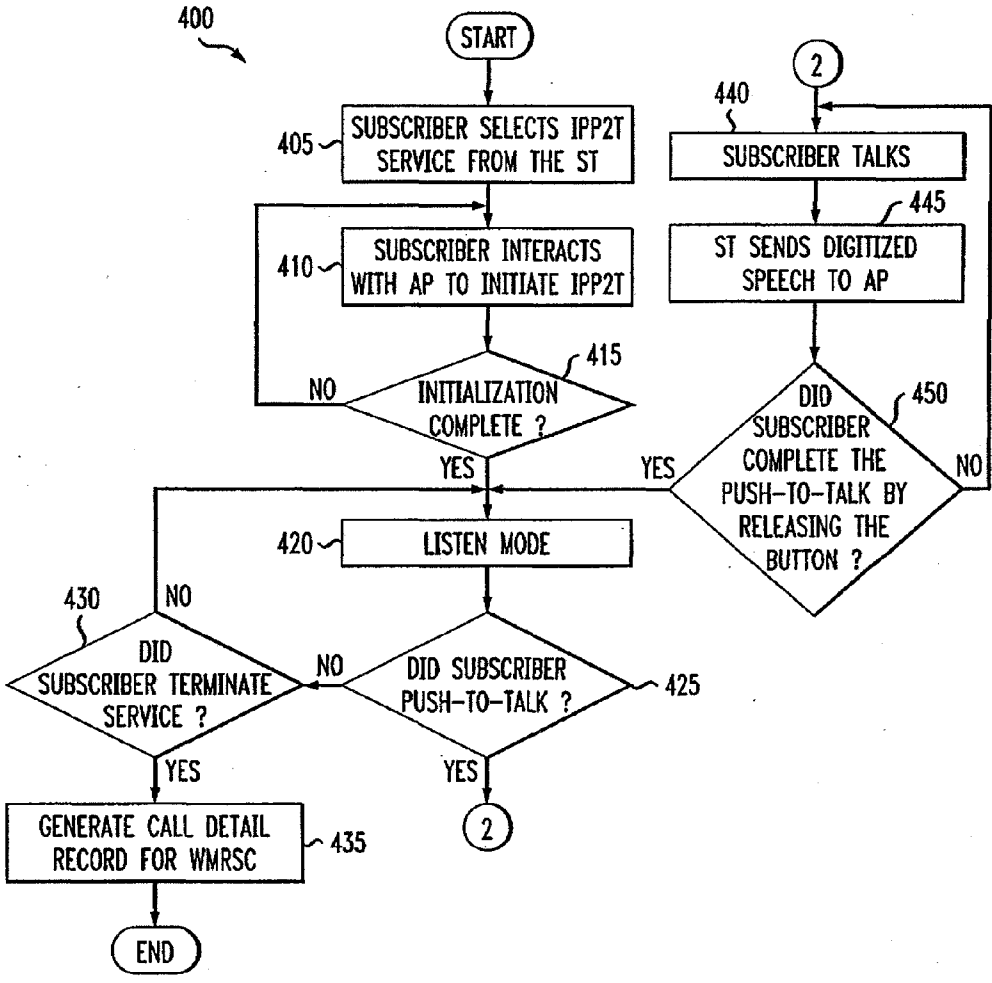 400
START
405
SUBSCRIBER SELECTS IPP2T
SERVICE FROM THE ST
410
SUBSCRIBER INTERACTS
WITH AP TO INITIATE IPP2T
415
INITIALIZATION
COMPLETE ?
NO
YES
420
LISTEN MODE
425
DID SUBSCRIBER
PUSH-TO-TALK ?
NO
YES
2
430
DID
SUBSCRIBER TERMINATE
SERVICE ?
NO
YES
GENERATE CALL DETAIL
RECORD FOR WMRSC
435
END
2
440
SUBSCRIBER TALKS
445
ST SENDS DIGITIZED
SPEECH TO AP
450
DID
SUBSCRIBER
COMPLETE THE
PUSH-TO-TALK BY
RELEASING THE
BUTTON ?
YES
NO